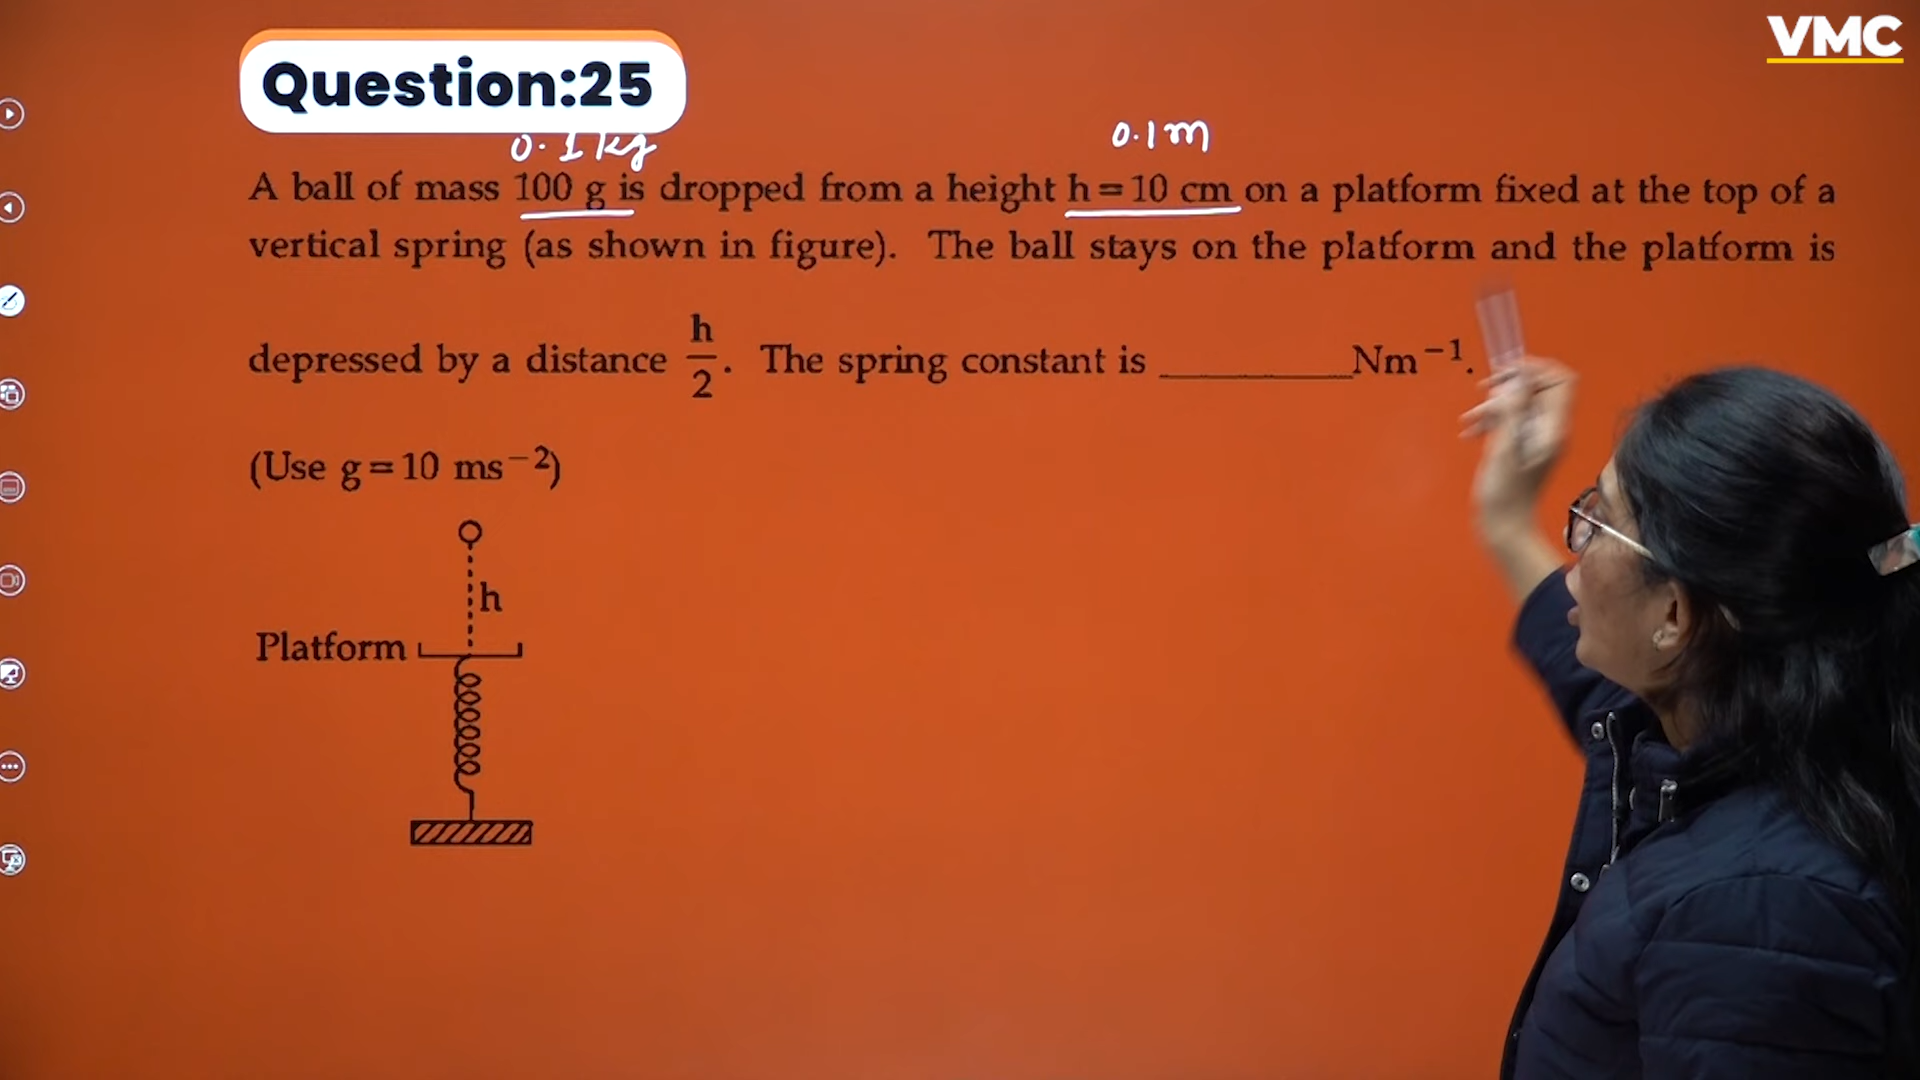 VMC
Question:25
0.1 kg
0.1m
A ball of mass 100 g is dropped from a height h = 10 cm on a platform fixed at the top of a
vertical spring (as shown in figure). The ball stays on the platform and the platform is
depressed by a distance h/2. The spring constant is ________Nm⁻¹.
(Use g = 10 ms⁻²)
h
Platform